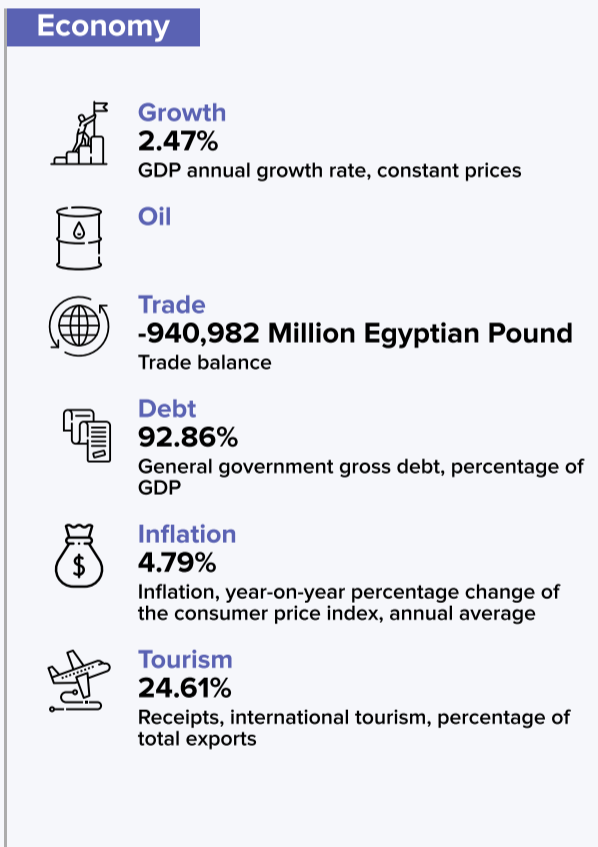 Economy
Growth
2.47%
GDP annual growth rate, constant prices
Oil
Trade
-940,982 Million Egyptian Pound
Trade balance
Debt
92.86%
General government gross debt, percentage of
GDP
Inflation
4.79%
Inflation, year-on-year percentage change of
the consumer price index, annual average
$
Tourism
24.61%
Receipts, international tourism, percentage of
total exports